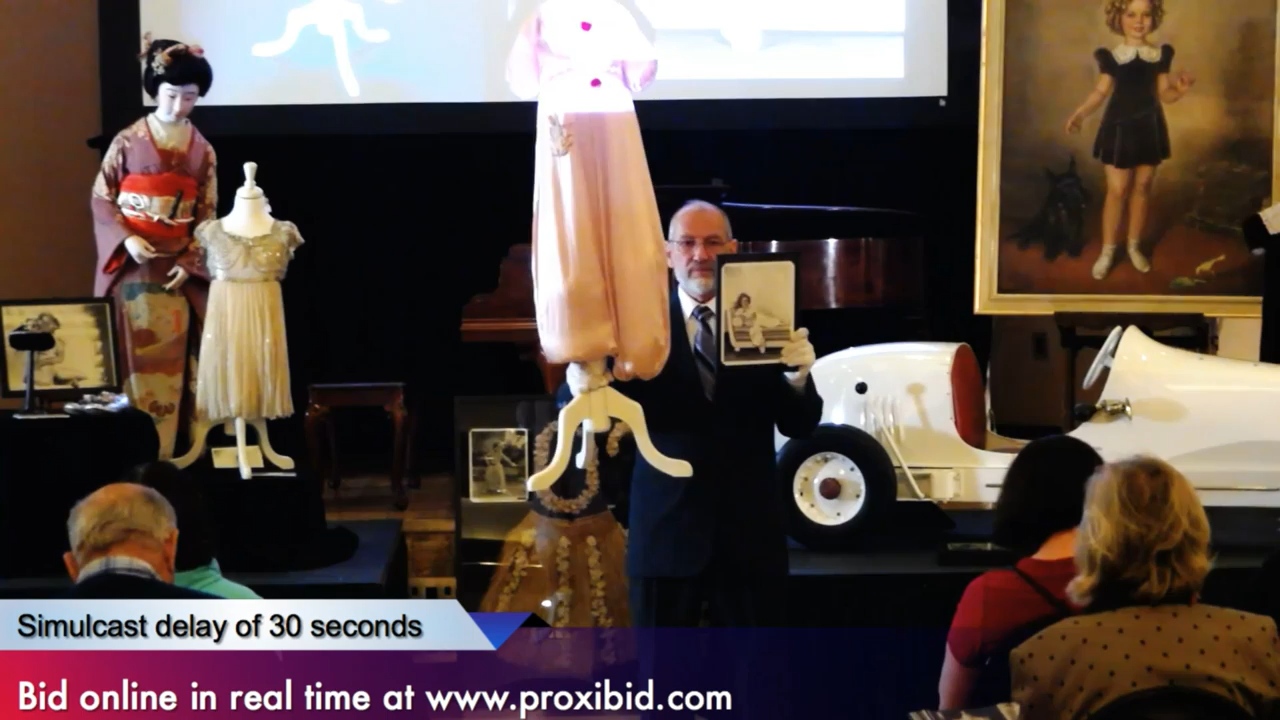 Simulcast delay of 30 seconds
Bid online in real time at www.proxibid.com